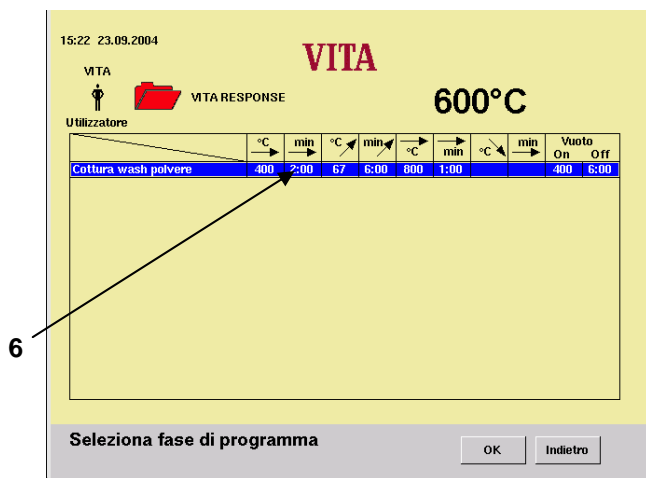 15:22 23.09.2004
VITA
VITA
VITA RESPONSE
600°C
Utilizzatore
°C min °C min °C min °C min Vuoto On Off
Cottura wash polvere 400 2:00 67 6:00 800 1:00 400 6:00
6
Seleziona fase di programma
OK Indietro